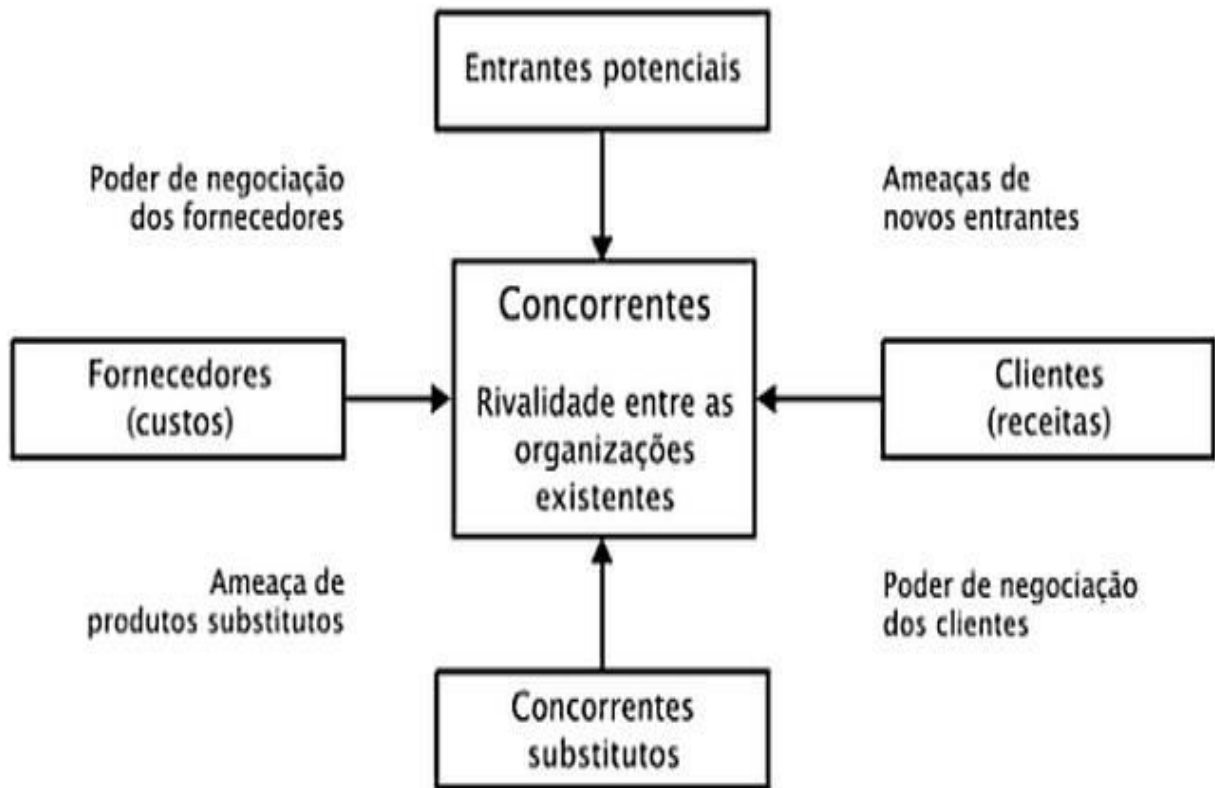 Entrantes potenciais
Poder de negociação
dos fornecedores
Ameaças de
novos entrantes
Concorrentes
Rivalidade entre as
organizações
existentes
Fornecedores
(custos)
Clientes
(receitas)
Ameaça de
produtos substitutos
Poder de negociação
dos clientes
Concorrentes
substitutos